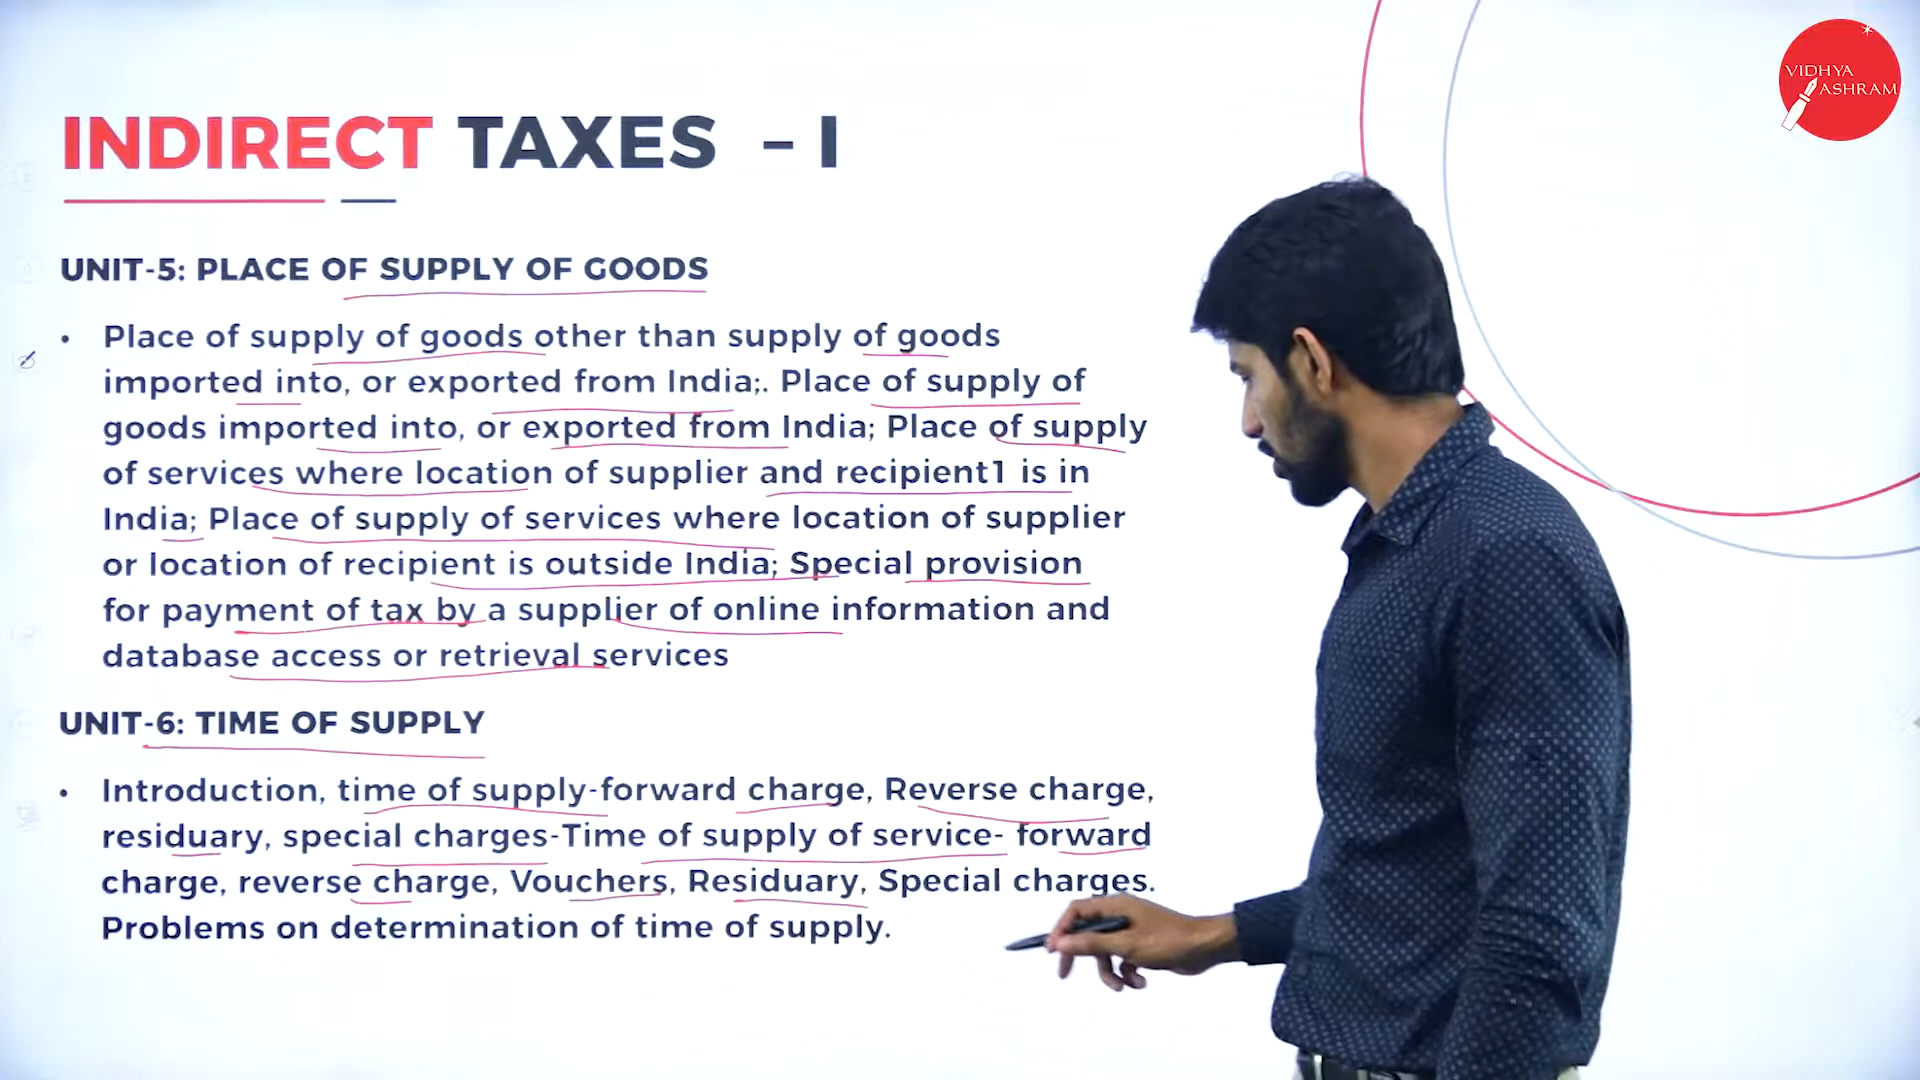 VIDHYA
ASHRAM
INDIRECT TAXES – I
UNIT-5: PLACE OF SUPPLY OF GOODS
• Place of supply of goods other than supply of goods
imported into, or exported from India;. Place of supply of
goods imported into, or exported from India; Place of supply
of services where location of supplier and recipient1 is in
India; Place of supply of services where location of supplier
or location of recipient is outside India; Special provision
for payment of tax by a supplier of online information and
database access or retrieval services
UNIT-6: TIME OF SUPPLY
• Introduction, time of supply-forward charge, Reverse charge,
residuary, special charges-Time of supply of service- forward
charge, reverse charge, Vouchers, Residuary, Special charges.
Problems on determination of time of supply.